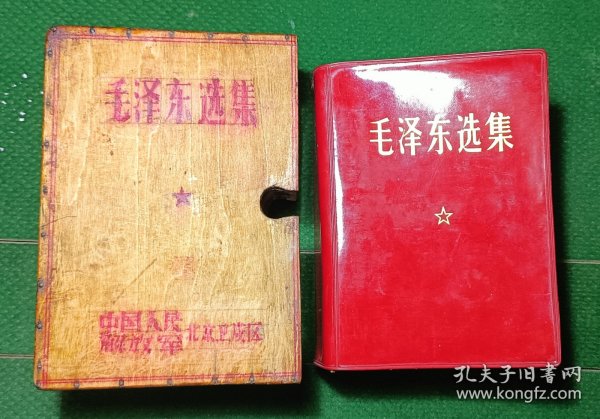 毛泽东选集
中国人民
解放军
北京卫戍区
毛泽东选集
孔夫子旧书网
www.kongfz.com